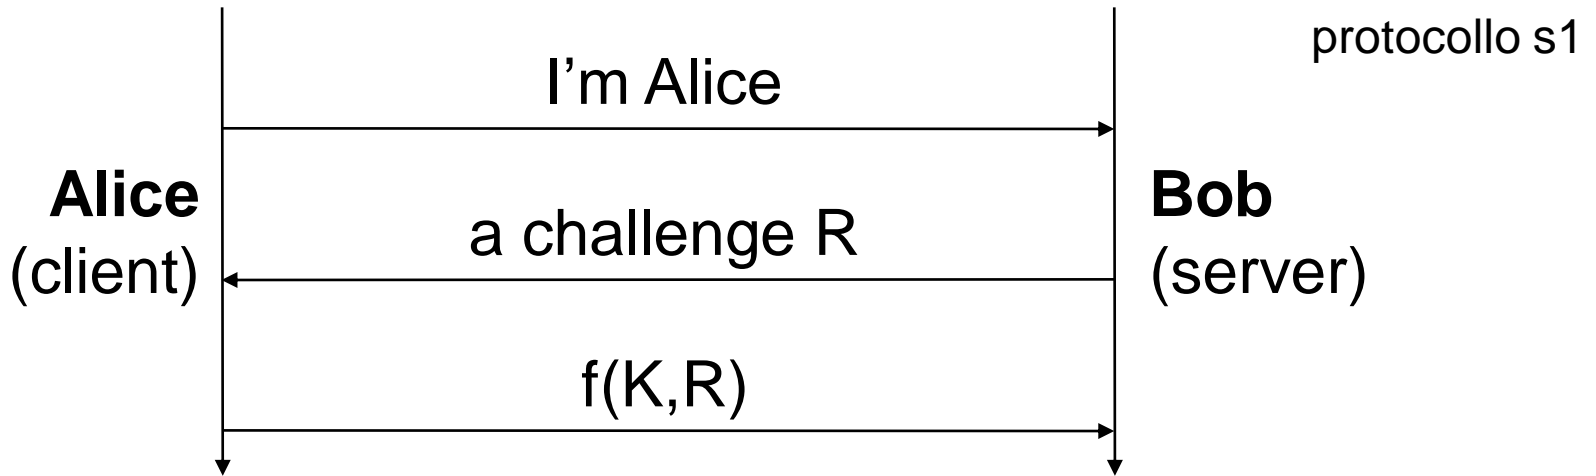 protocollo s1
I’m Alice
Alice
(client)
a challenge R
Bob
(server)
f(K,R)